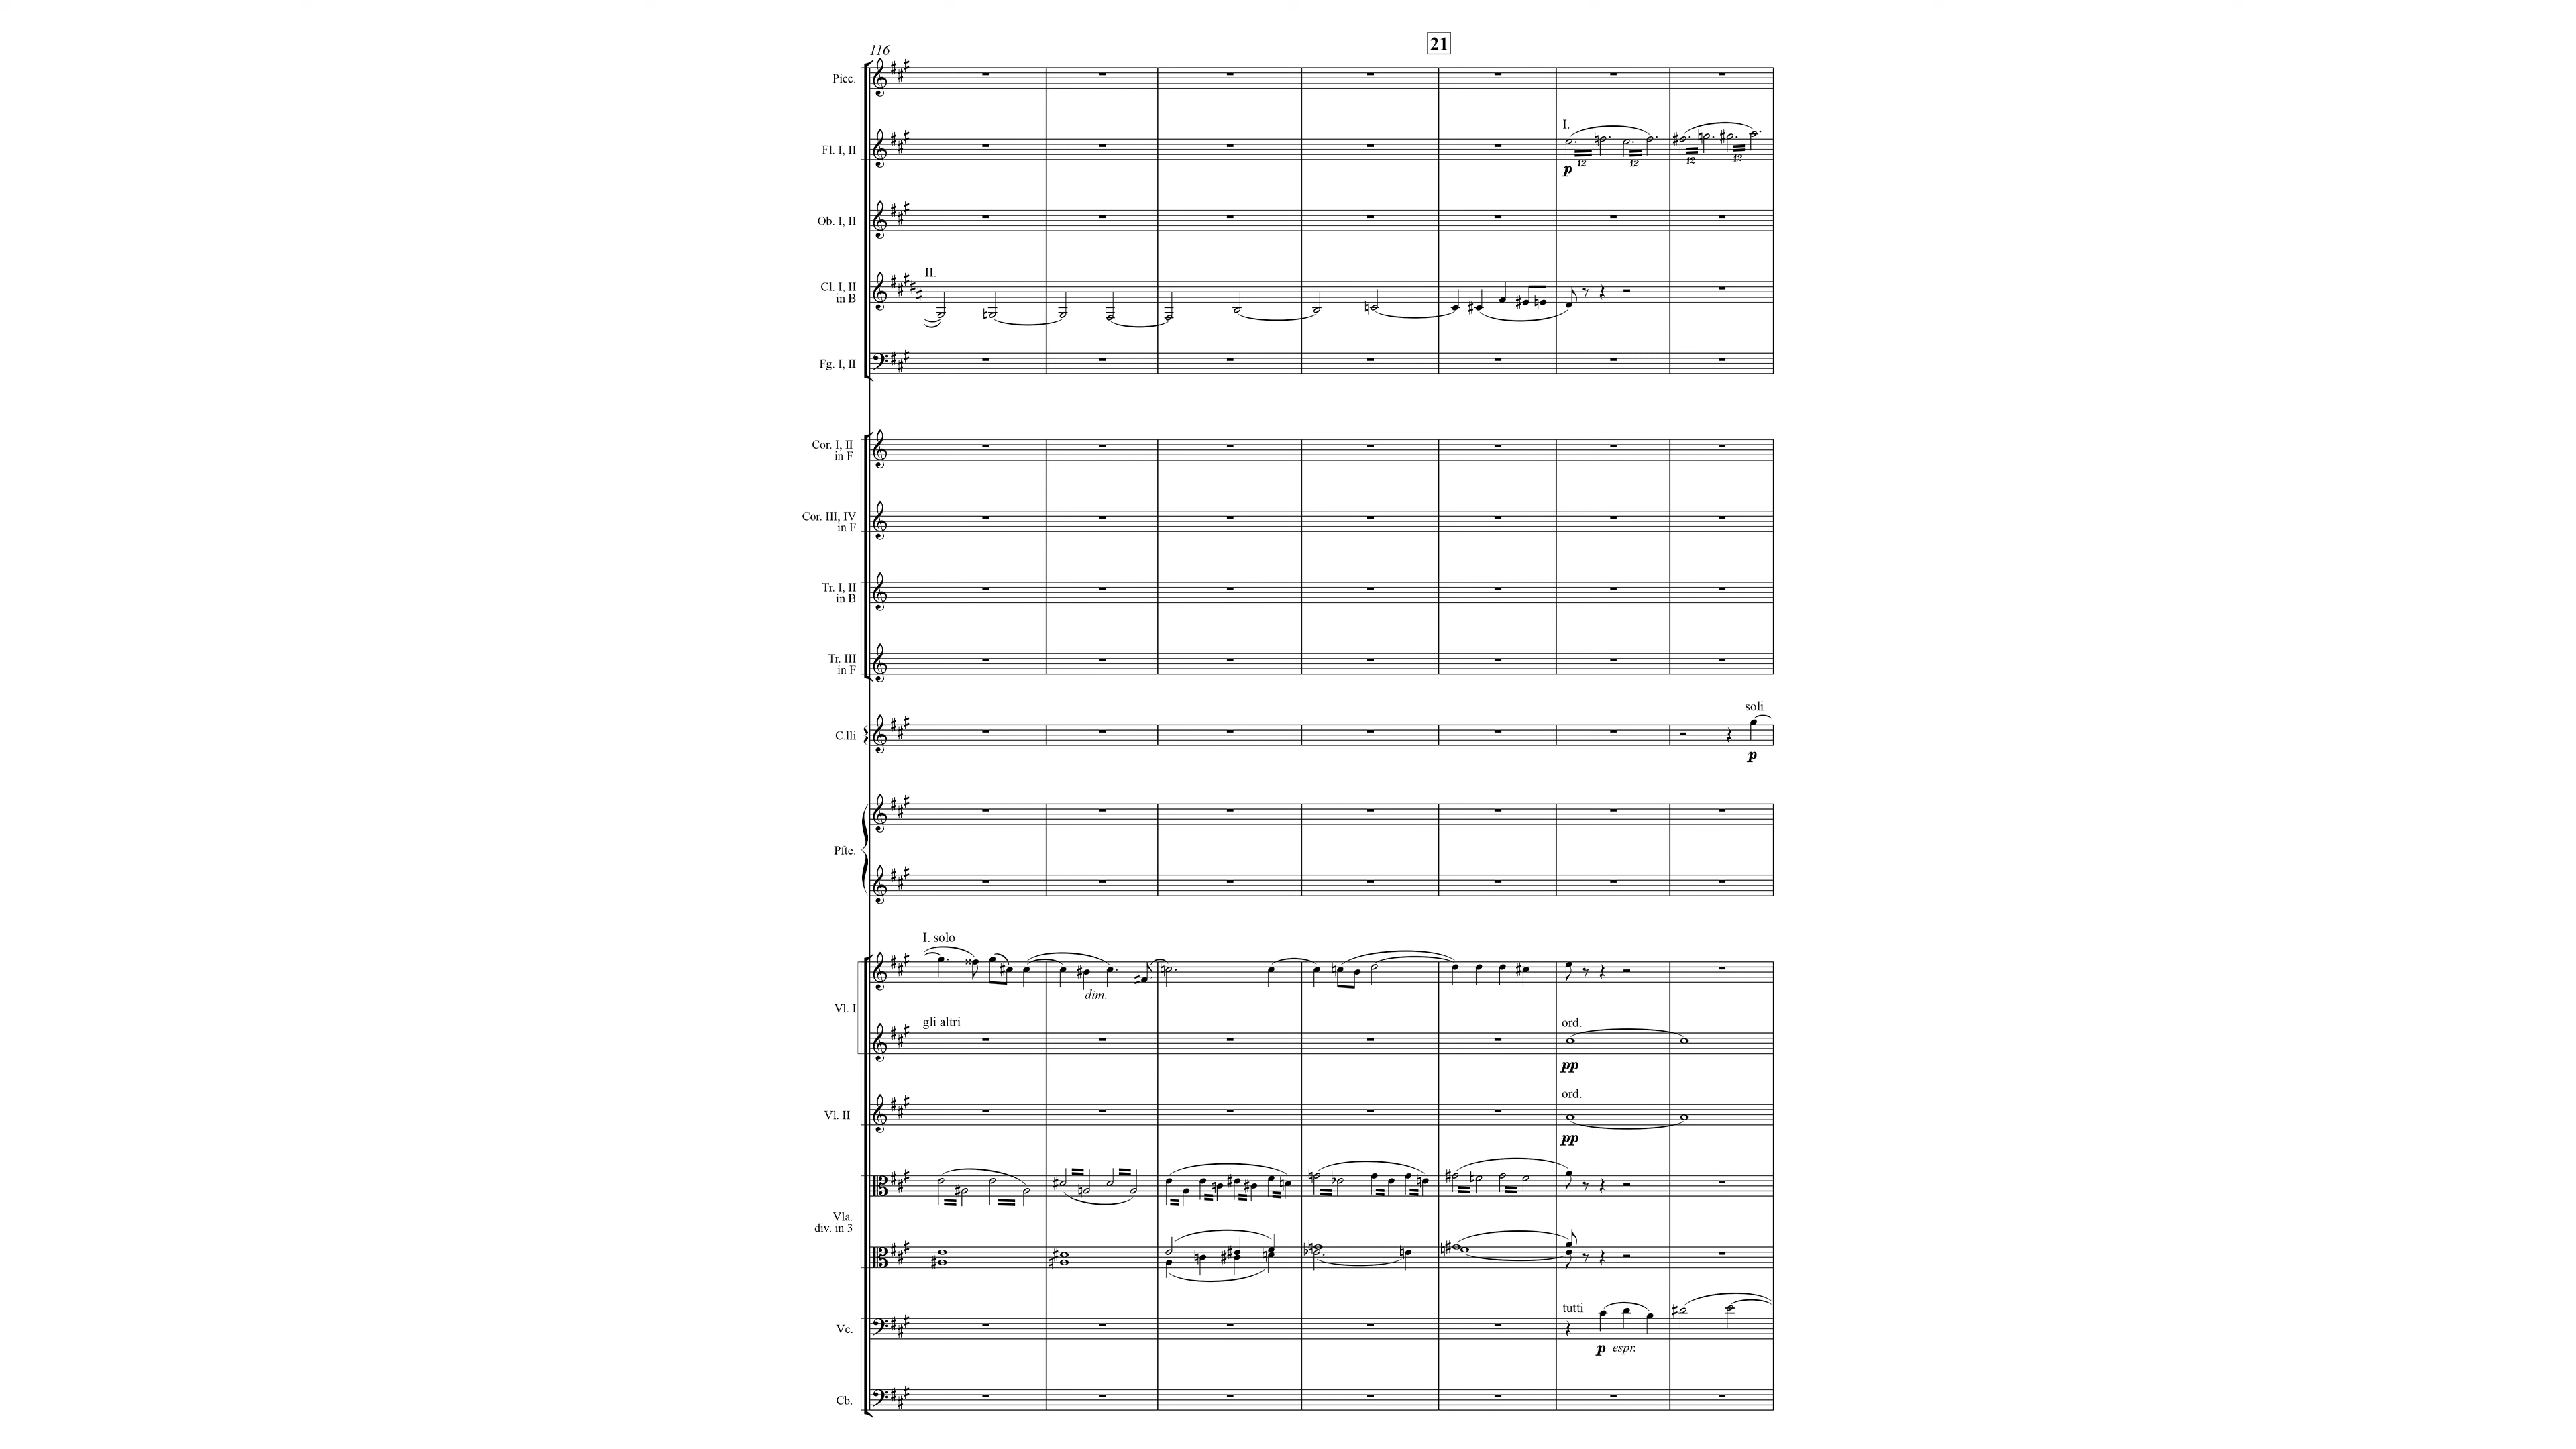 116
21
Picc.
I.
Fl. I, II
12 12 12 12
p
Ob. I, II
II.
Cl. I, II
in B
Fg. I, II
Cor. I, II
in F
Cor. III, IV
in F
Tr. I, II
in B
Tr. III
in F
soli
C.lli
p
Pfte.
I. solo
dim.
Vl. I
gli altri
ord.
pp
ord.
Vl. II
pp
Vla.
div. in 3
tutti
Vc.
p espr.
Cb.